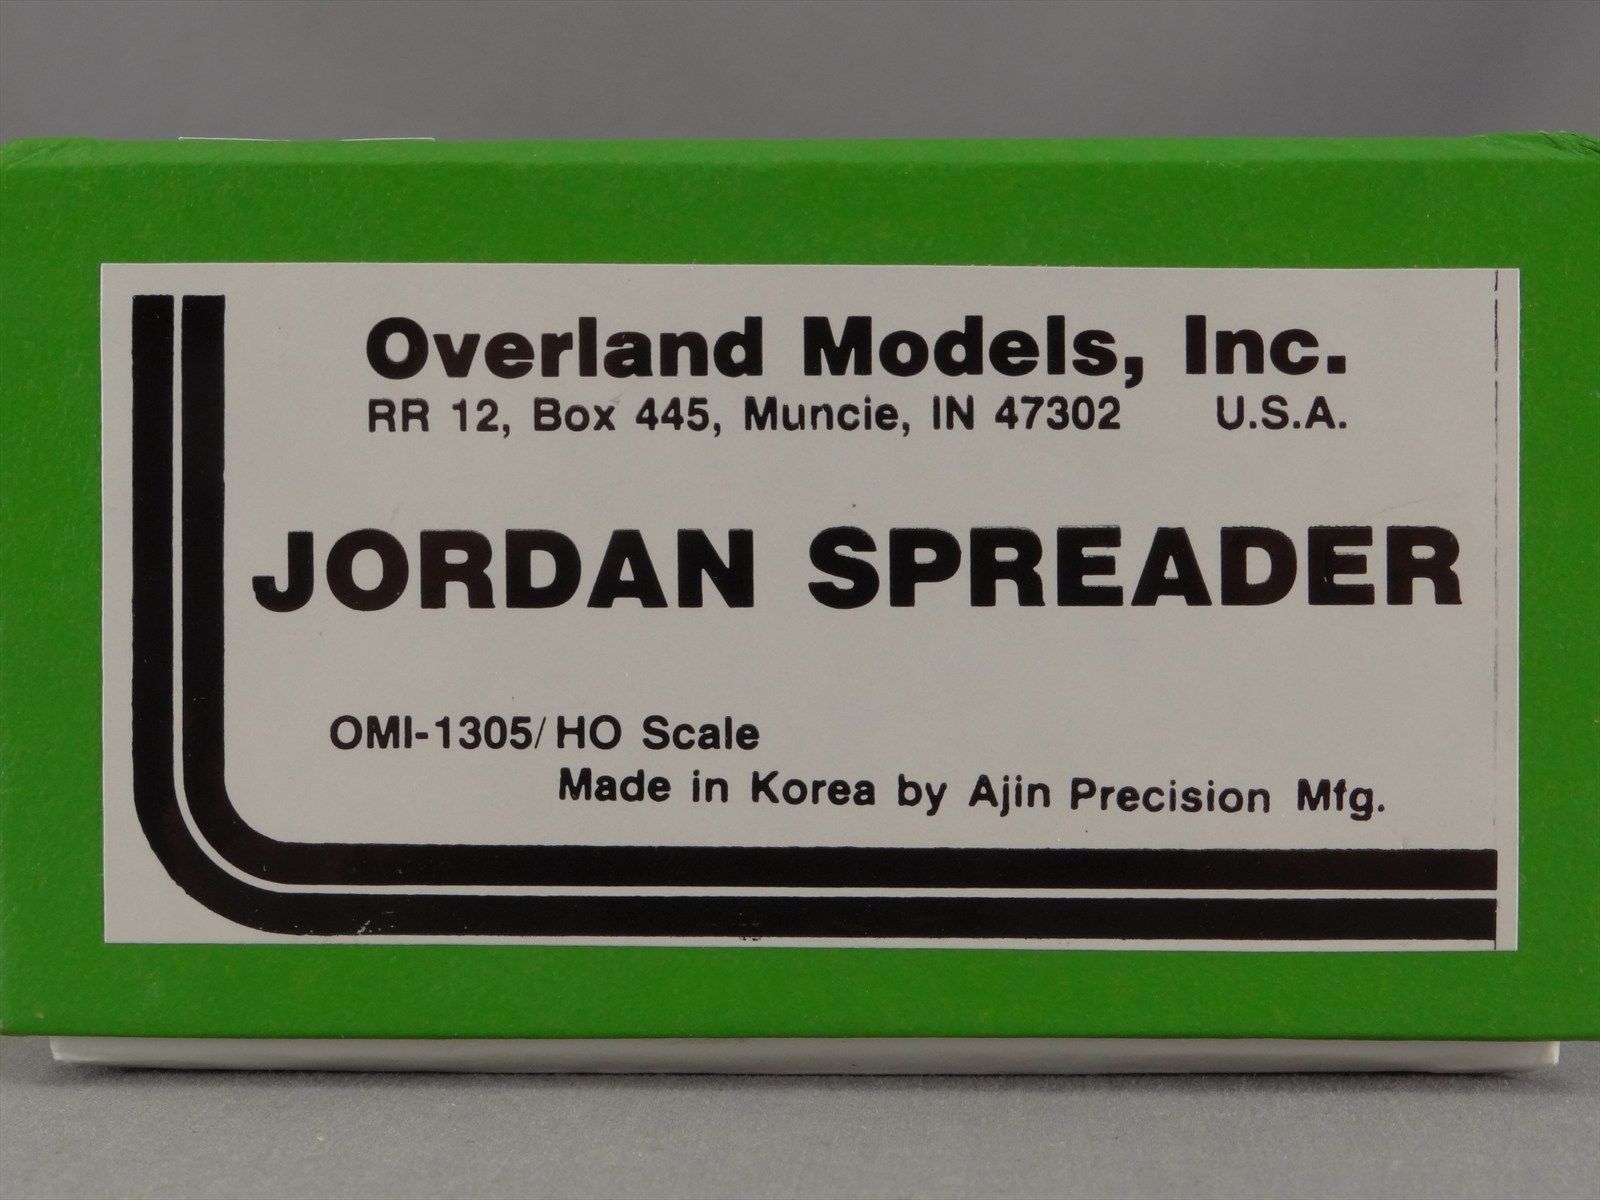 Overland Models, Inc.
RR 12, Box 445, Muncie, IN 47302 U.S.A.
JORDAN SPREADER
OMI-1305/HO Scale
Made in Korea by Ajin Precision Mfg.